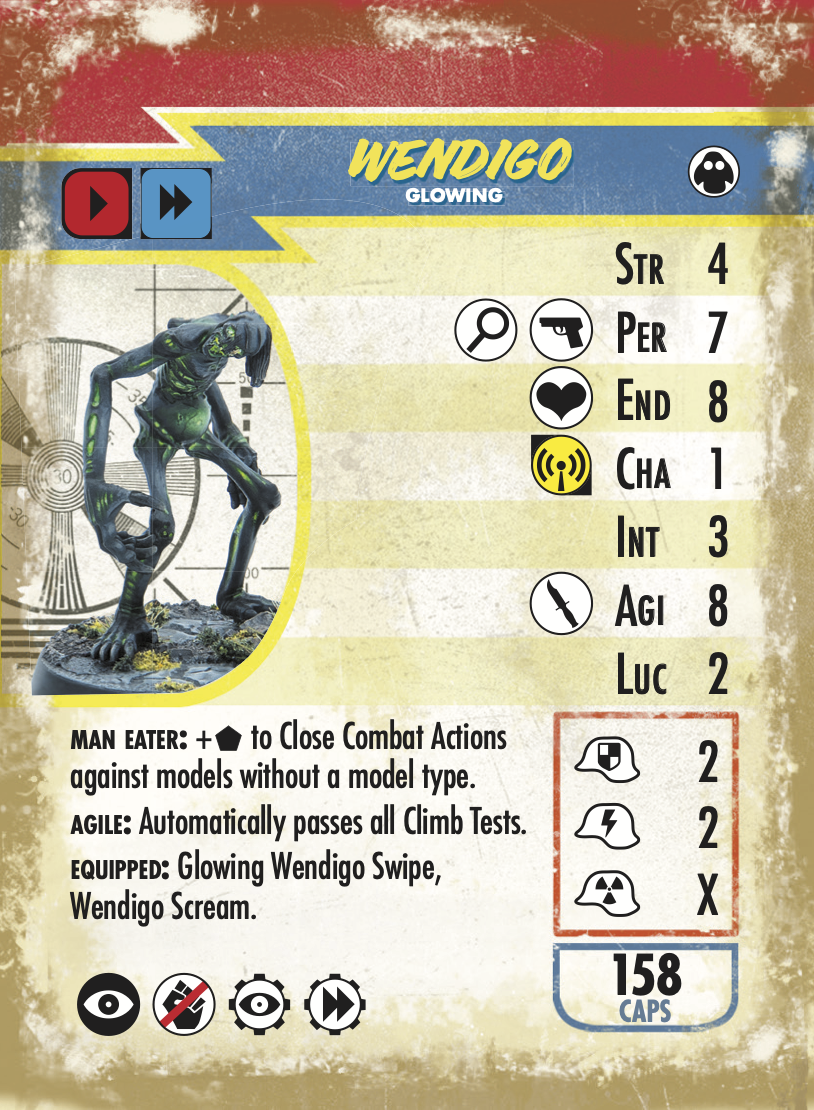 WENDIGO
GLOWING
STR 4
PER 7
END 8
CHA 1
INT 3
AGI 8
LUC 2
30
MAN EATER: +⬟ to Close Combat Actions
against models without a model type.
AGILE: Automatically passes all Climb Tests.
EQUIPPED: Glowing Wendigo Swipe,
Wendigo Scream.
2
2
X
158
CAPS